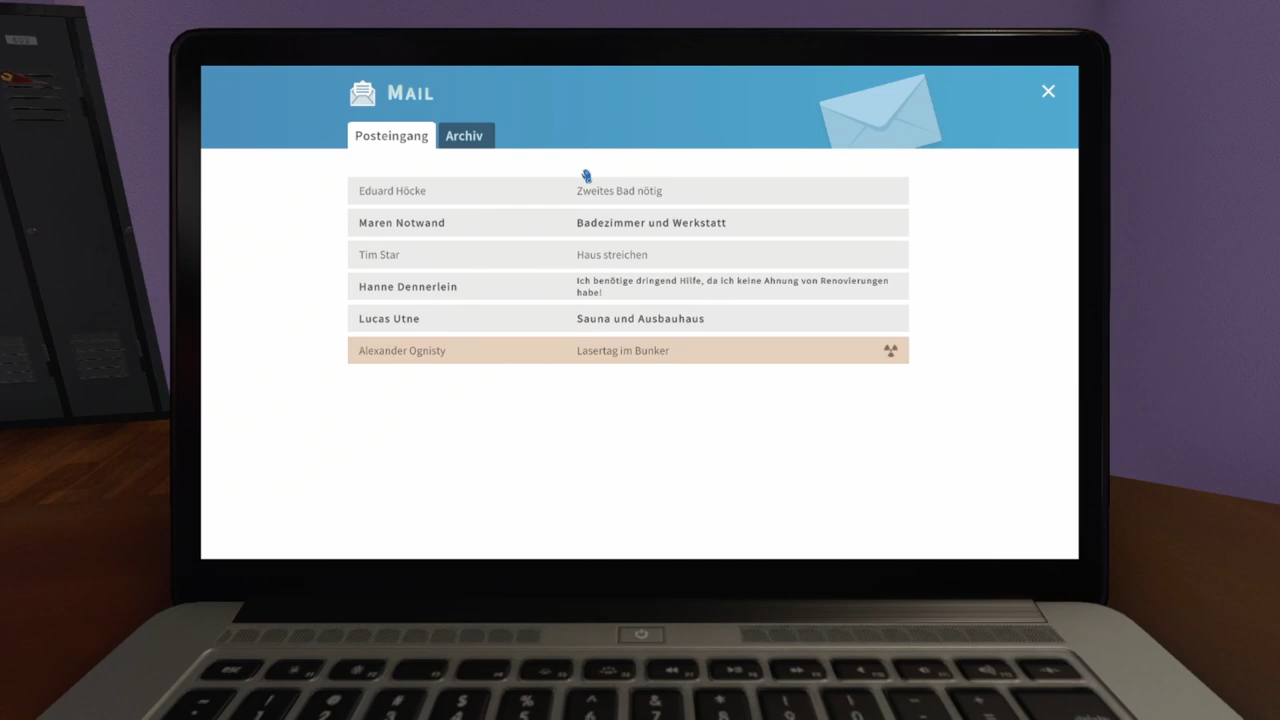 MAIL
Posteingang
Archiv
Eduard Höcke Zweites Bad nötig
Maren Notwand Badezimmer und Werkstatt
Tim Star Haus streichen
Hanne Dennerlein Ich benötige dringend Hilfe, da ich keine Ahnung von Renovierungen
habe!
Lucas Utne Sauna und Ausbauhaus
Alexander Ognisty Lasertag im Bunker